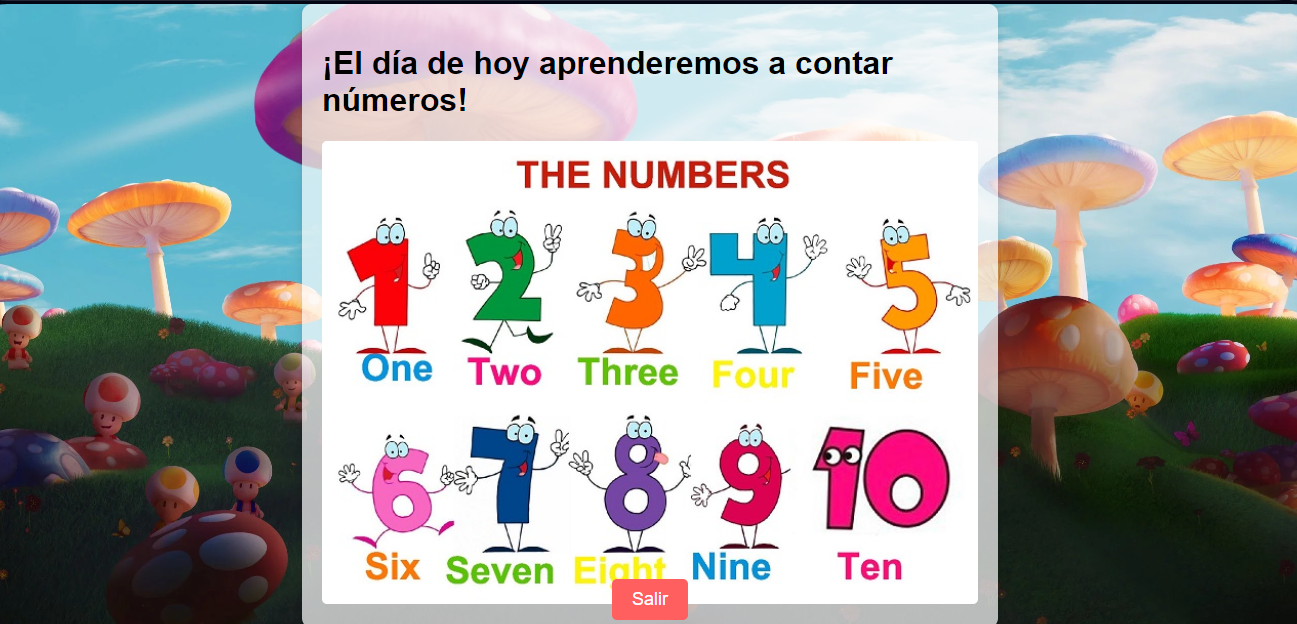 ¡El día de hoy aprenderemos a contar
números!
THE NUMBERS
1 2 3 4 5
One Two Three Four Five
6 7 8 9 10
Six Seven Eight Nine Ten
Salir